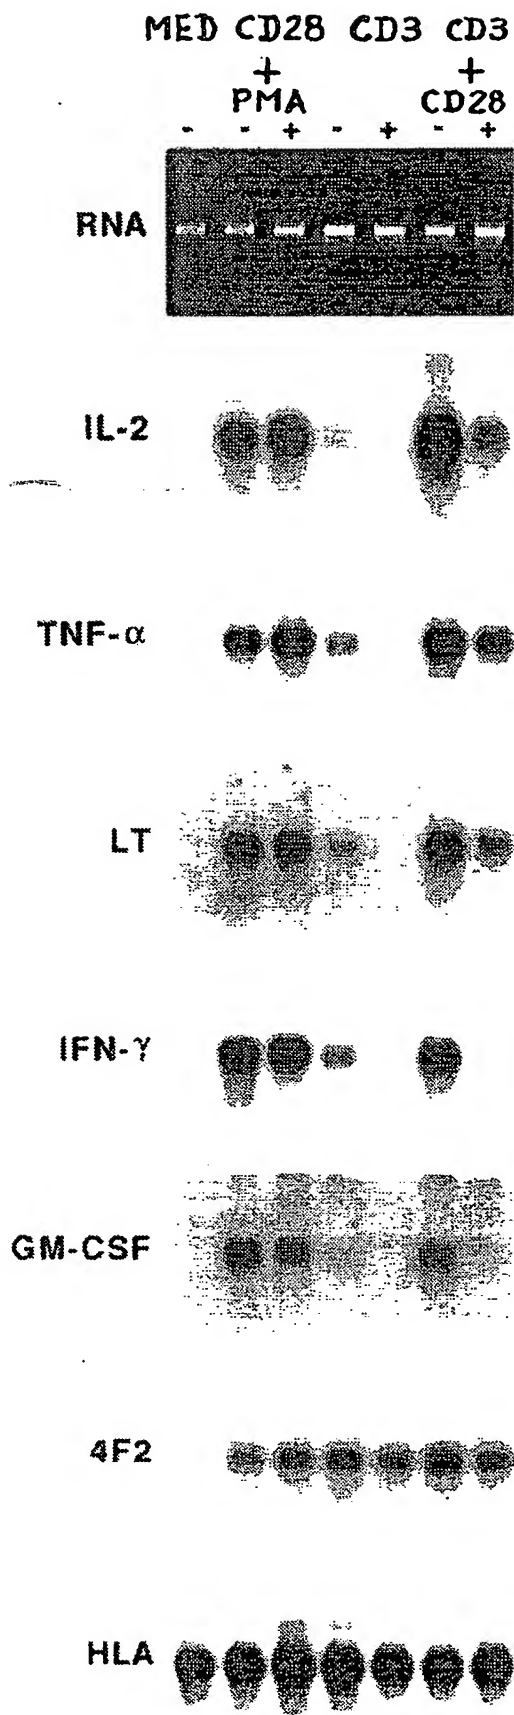 MED CD28 CD3 CD3
+ +
PMA CD28
- - + - + - +
RNA
IL-2
TNF-α
LT
IFN-γ
GM-CSF
4F2
HLA